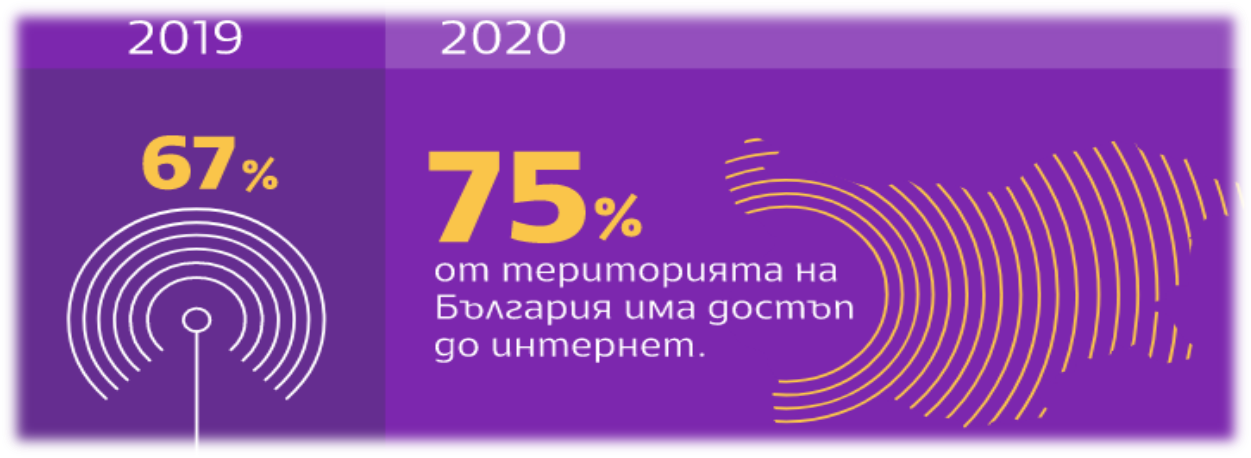 2019
67%
2020
75%
от територията на
България има достъп
до интернет.